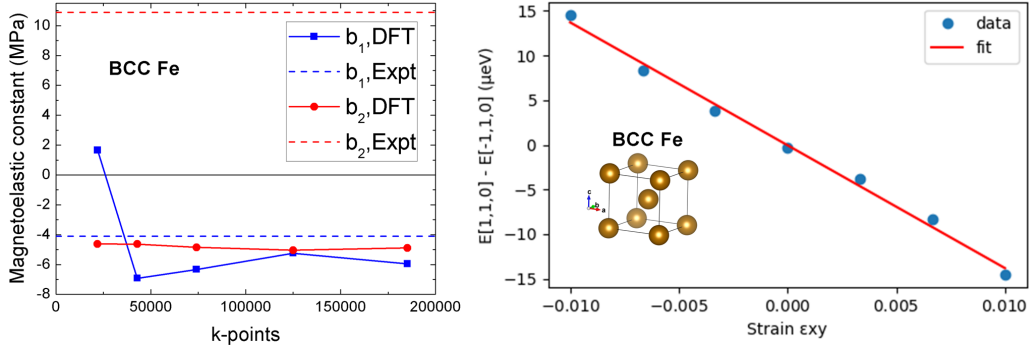 Magnetoelastic constant (MPa)
10
8
6
4
2
0
-2
-4
-6
-8
BCC Fe
b1,DFT
b1,Expt
b2,DFT
b2,Expt
0
50000
100000
150000
200000
k-points
E[1,1,0] - E[-1,1,0] (μeV)
15
10
5
0
−5
−10
−15
data
fit
BCC Fe
c
b
a
−0.010
−0.005
0.000
0.005
0.010
Strain εxy